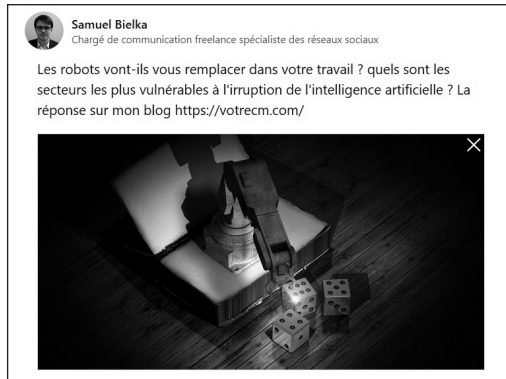 Samuel Bielka
Chargé de communication freelance spécialiste des réseaux sociaux
Les robots vont-ils vous remplacer dans votre travail ? quels sont les
secteurs les plus vulnérables à l'irruption de l'intelligence artificielle ? La
réponse sur mon blog https://votrecm.com/